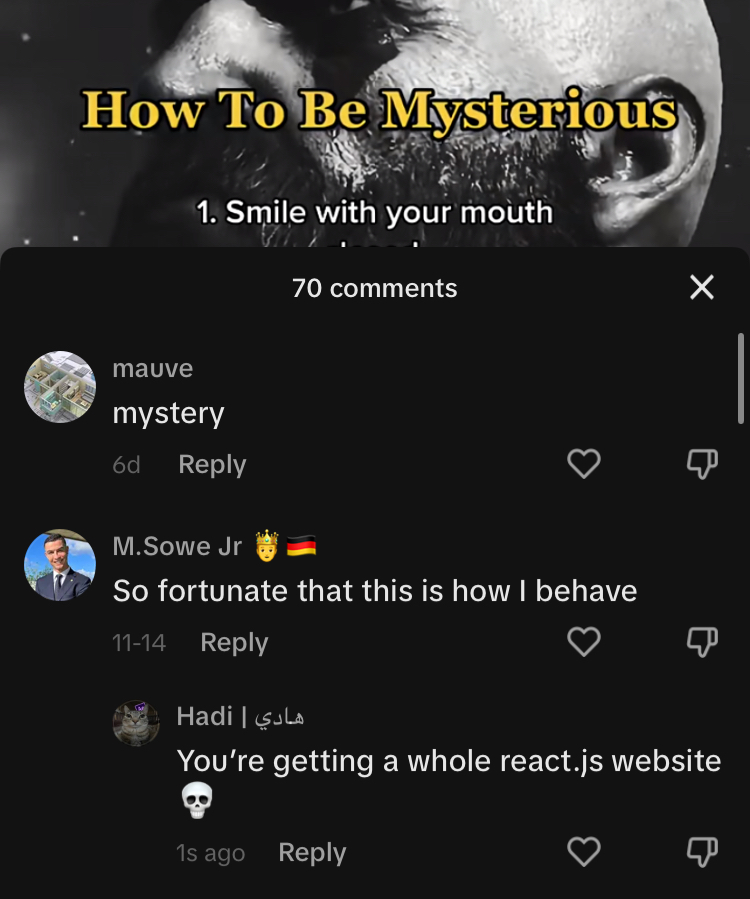 How To Be Mysterious
1. Smile with your mouth
70 comments
mauve
mystery
6d Reply
M.Sowe Jr 🤴🇩🇪
So fortunate that this is how I behave
11-14 Reply
Hadi | هادي
You’re getting a whole react.js website
💀
1s ago Reply